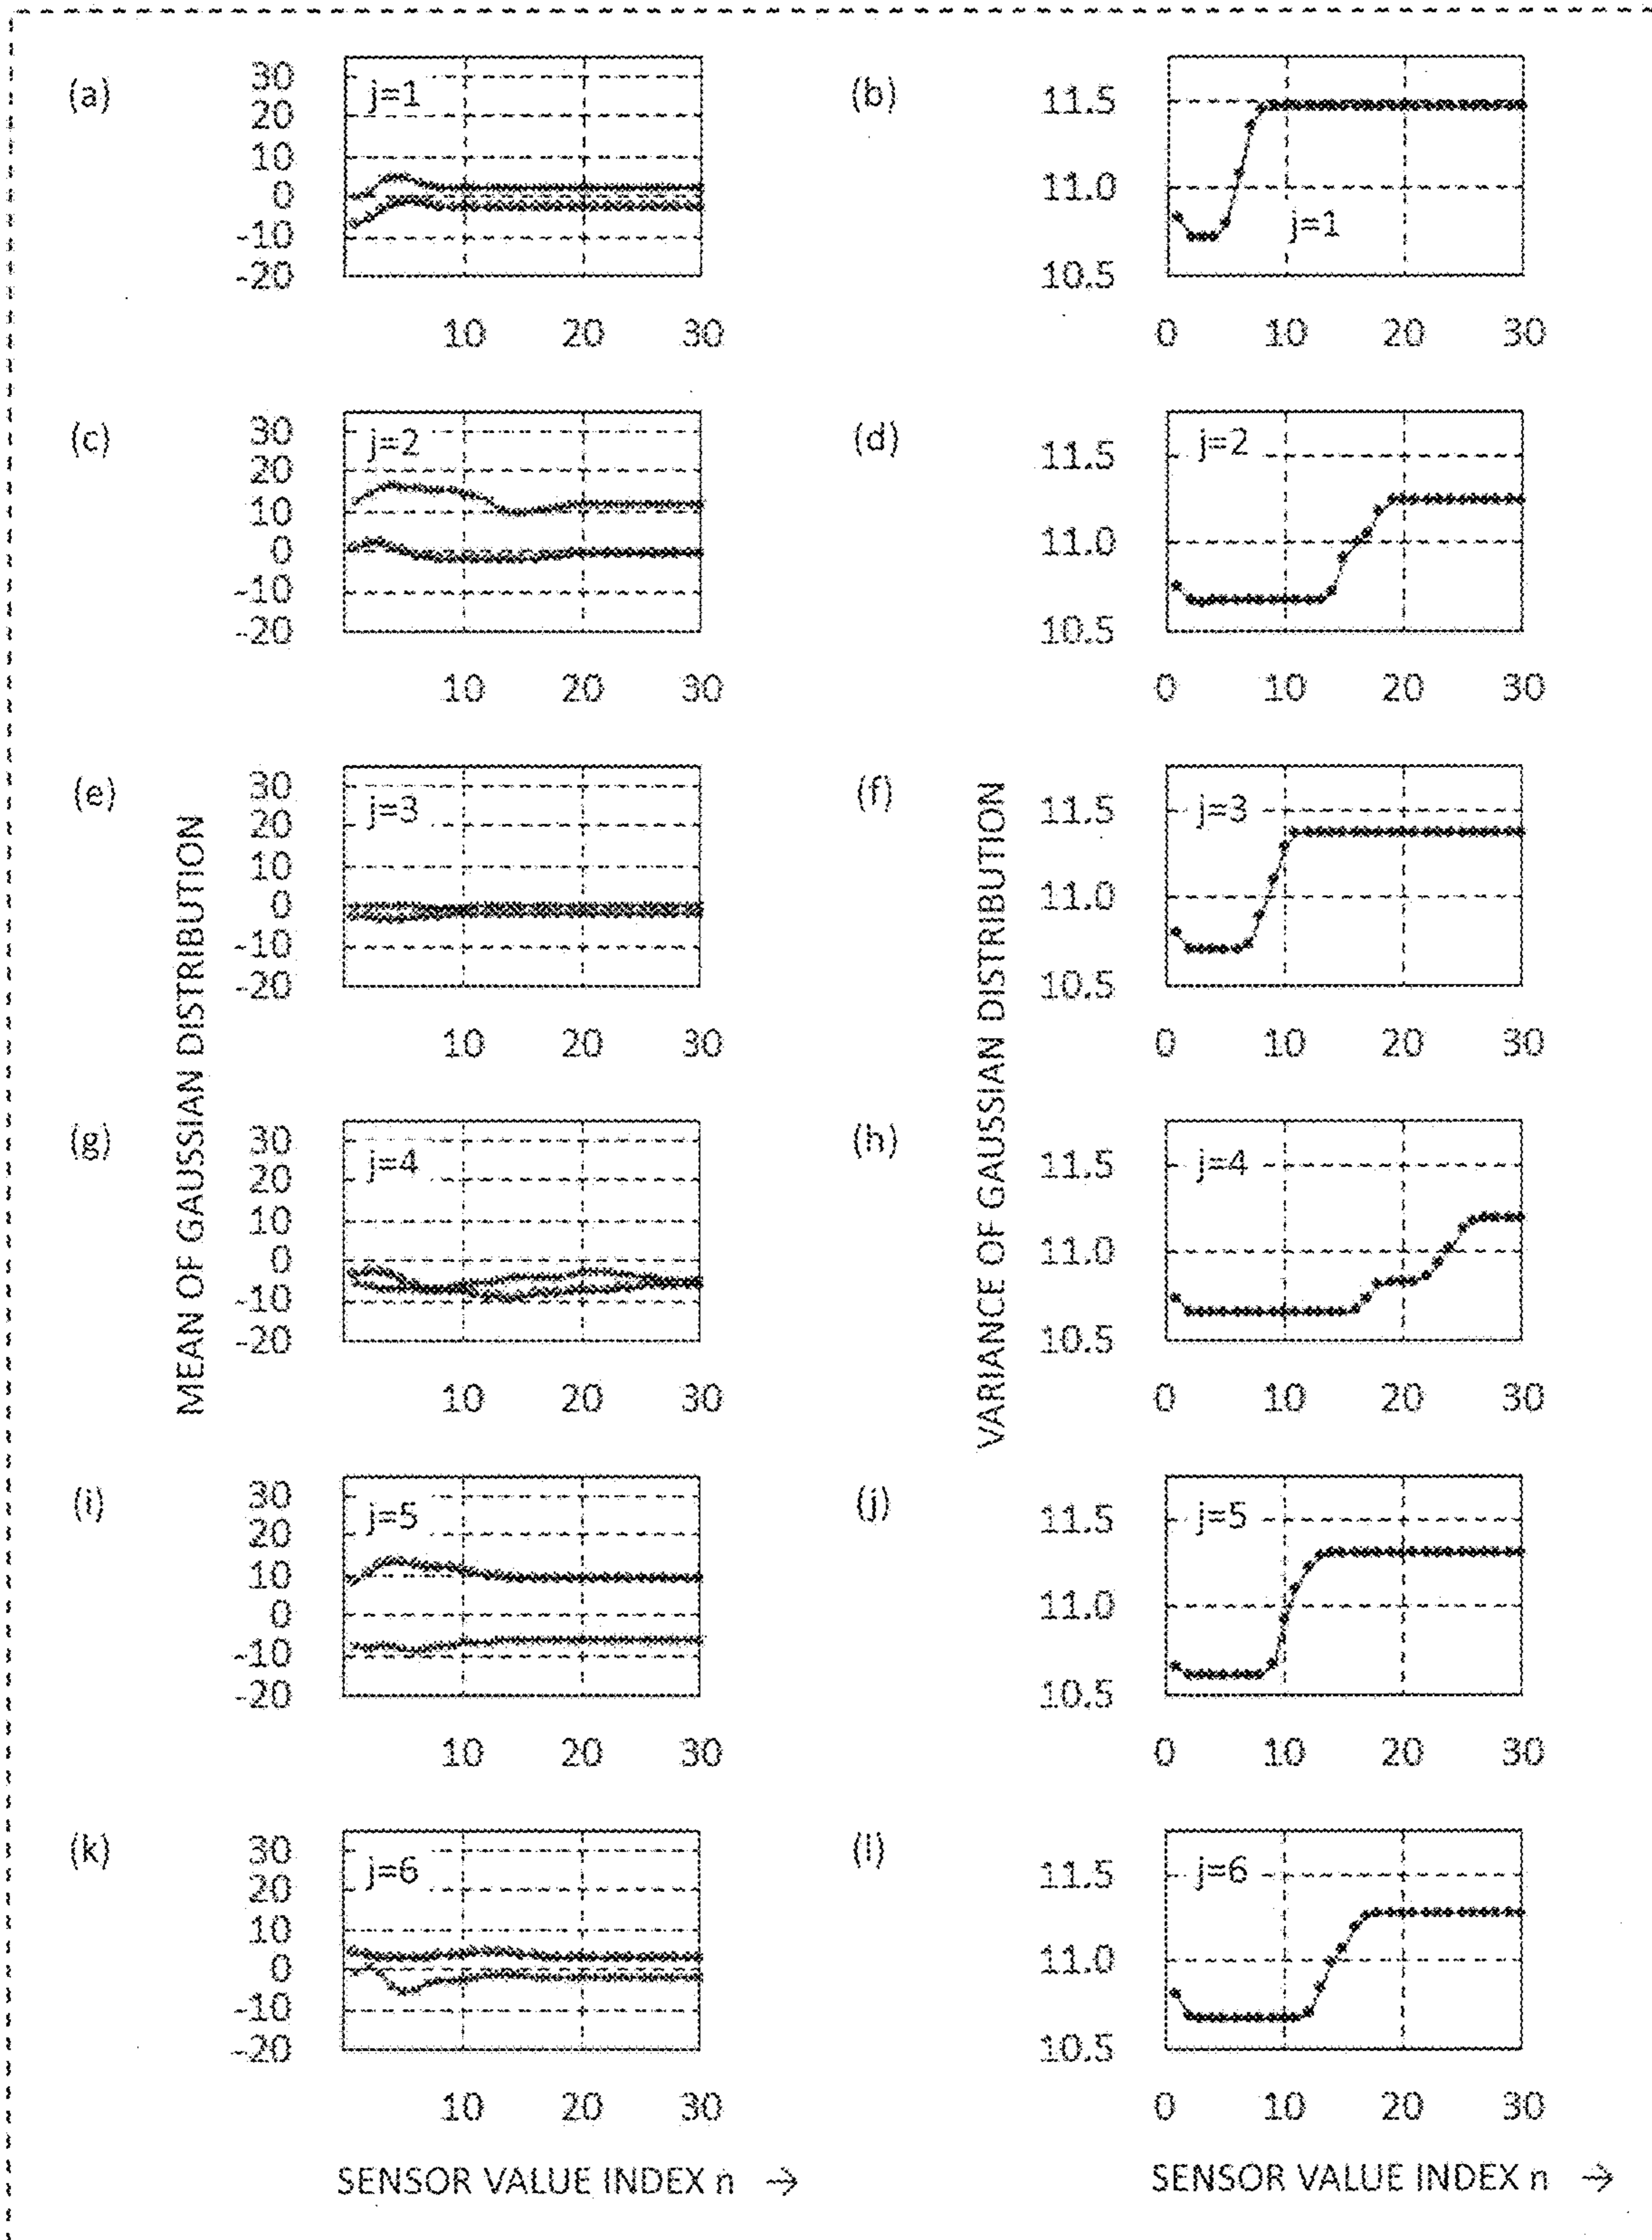 (a)
30
20
10
0
-10
-20
j=1
10 20 30
(b)
11.5
11.0
10.5
j=1
0 10 20 30
(c)
30
20
10
0
-10
-20
j=2
10 20 30
(d)
11.5
11.0
10.5
j=2
0 10 20 30
(e)
30
20
10
0
-10
-20
j=3
10 20 30
(f)
11.5
11.0
10.5
j=3
0 10 20 30
MEAN OF GAUSSIAN DISTRIBUTION
VARIANCE OF GAUSSIAN DISTRIBUTION
(g)
30
20
10
0
-10
-20
j=4
10 20 30
(h)
11.5
11.0
10.5
j=4
0 10 20 30
(i)
30
20
10
0
-10
-20
j=5
10 20 30
(j)
11.5
11.0
10.5
j=5
0 10 20 30
(k)
30
20
10
0
-10
-20
j=6
10 20 30
(l)
11.5
11.0
10.5
j=6
0 10 20 30
SENSOR VALUE INDEX n →
SENSOR VALUE INDEX n →